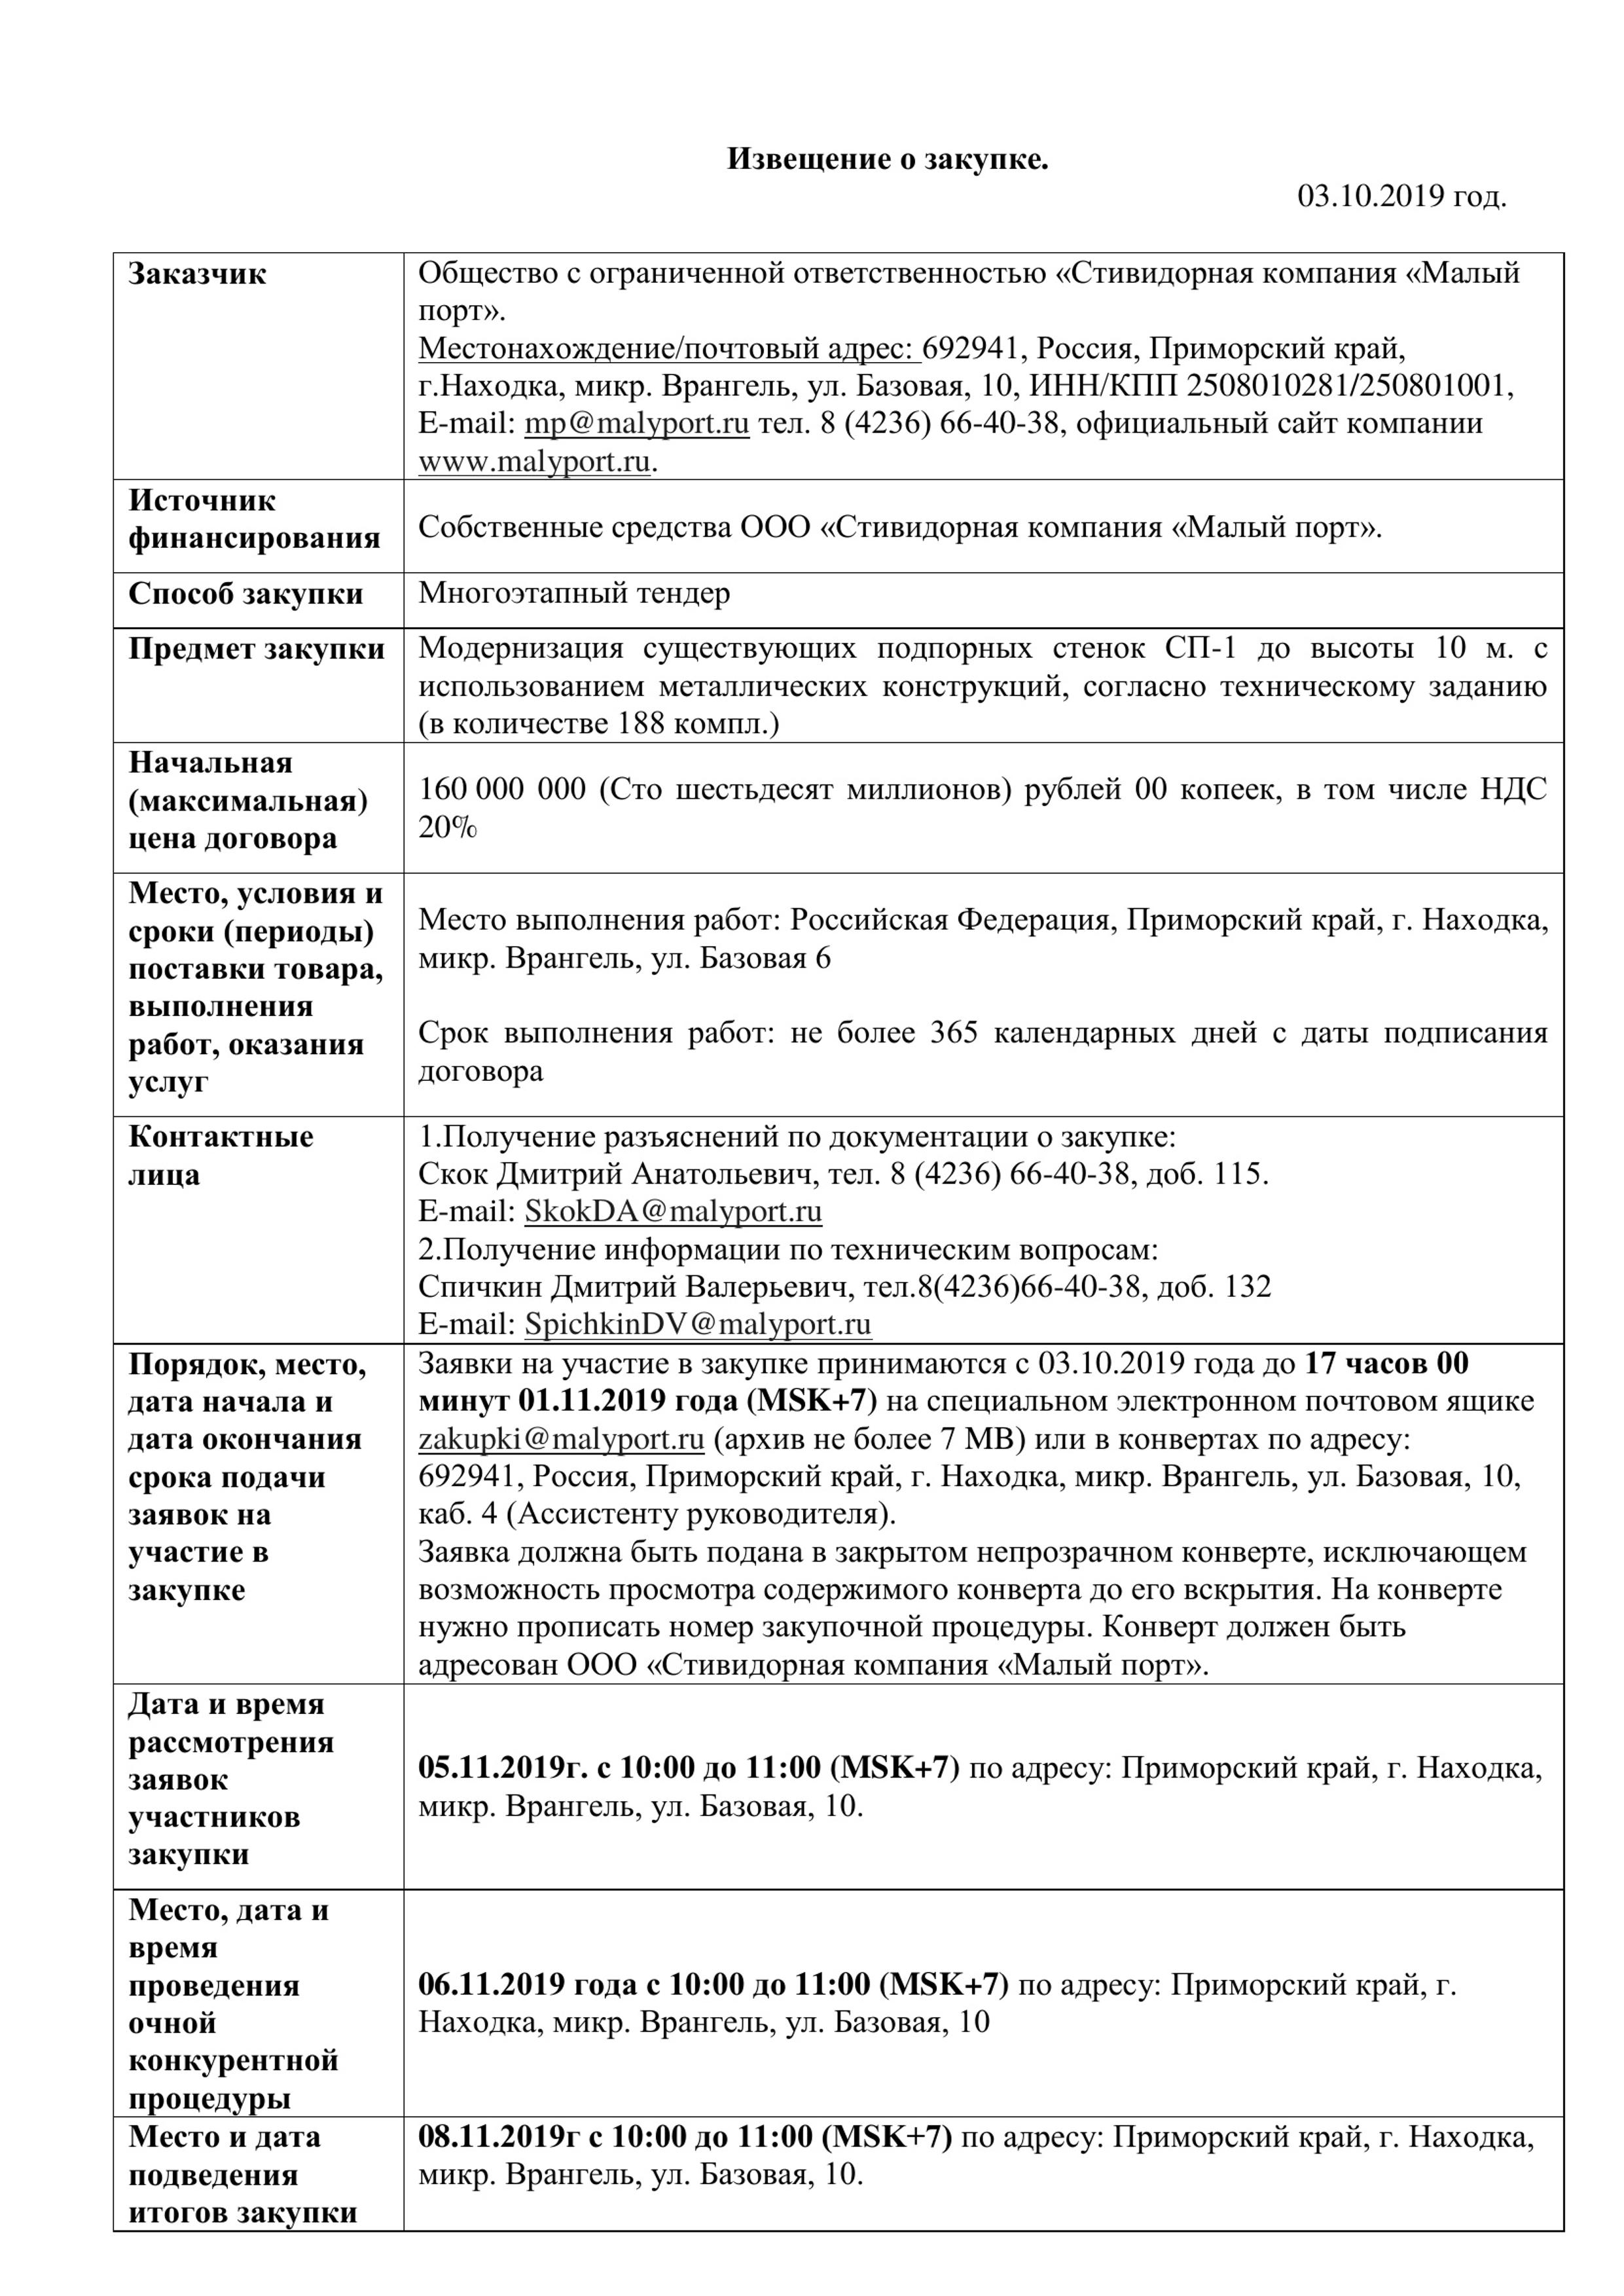 Извещение о закупке.
03.10.2019 год.
Заказчик
Общество с ограниченной ответственностью «Стивидорная компания «Малый
порт».
Местонахождение/почтовый адрес: 692941, Россия, Приморский край,
г.Находка, микр. Врангель, ул. Базовая, 10, ИНН/КПП 2508010281/250801001,
E-mail: mp@malyport.ru тел. 8 (4236) 66-40-38, официальный сайт компании
www.malyport.ru.
Источник
финансирования
Собственные средства ООО «Стивидорная компания «Малый порт».
Способ закупки
Многоэтапный тендер
Предмет закупки
Модернизация существующих подпорных стенок СП-1 до высоты 10 м. с
использованием металлических конструкций, согласно техническому заданию
(в количестве 188 компл.)
Начальная
(максимальная)
цена договора
160 000 000 (Сто шестьдесят миллионов) рублей 00 копеек, в том числе НДС
20%
Место, условия и
сроки (периоды)
поставки товара,
выполнения
работ, оказания
услуг
Место выполнения работ: Российская Федерация, Приморский край, г. Находка,
микр. Врангель, ул. Базовая 6
Срок выполнения работ: не более 365 календарных дней с даты подписания
договора
Контактные
лица
1.Получение разъяснений по документации о закупке:
Скок Дмитрий Анатольевич, тел. 8 (4236) 66-40-38, доб. 115.
E-mail: SkokDA@malyport.ru
2.Получение информации по техническим вопросам:
Спичкин Дмитрий Валерьевич, тел.8(4236)66-40-38, доб. 132
E-mail: SpichkinDV@malyport.ru
Порядок, место,
дата начала и
дата окончания
срока подачи
заявок на
участие в
закупке
Заявки на участие в закупке принимаются с 03.10.2019 года до 17 часов 00
минут 01.11.2019 года (MSK+7) на специальном электронном почтовом ящике
zakupki@malyport.ru (архив не более 7 MB) или в конвертах по адресу:
692941, Россия, Приморский край, г. Находка, микр. Врангель, ул. Базовая, 10,
каб. 4 (Ассистенту руководителя).
Заявка должна быть подана в закрытом непрозрачном конверте, исключающем
возможность просмотра содержимого конверта до его вскрытия. На конверте
нужно прописать номер закупочной процедуры. Конверт должен быть
адресован ООО «Стивидорная компания «Малый порт».
Дата и время
рассмотрения
заявок
участников
закупки
05.11.2019г. с 10:00 до 11:00 (MSK+7) по адресу: Приморский край, г. Находка,
микр. Врангель, ул. Базовая, 10.
Место, дата и
время
проведения
очной
конкурентной
процедуры
06.11.2019 года с 10:00 до 11:00 (MSK+7) по адресу: Приморский край, г.
Находка, микр. Врангель, ул. Базовая, 10
Место и дата
подведения
итогов закупки
08.11.2019г с 10:00 до 11:00 (MSK+7) по адресу: Приморский край, г. Находка,
микр. Врангель, ул. Базовая, 10.